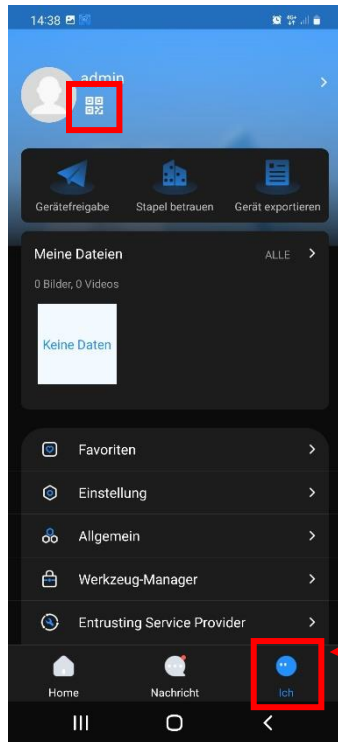 14:38
admin
Gerätefreigabe Stapel betrauen Gerät exportieren
Meine Dateien ALLE
0 Bilder, 0 Videos
Keine Daten
Favoriten
Einstellung
Allgemein
Werkzeug-Manager
Entrusting Service Provider
Home Nachricht Ich